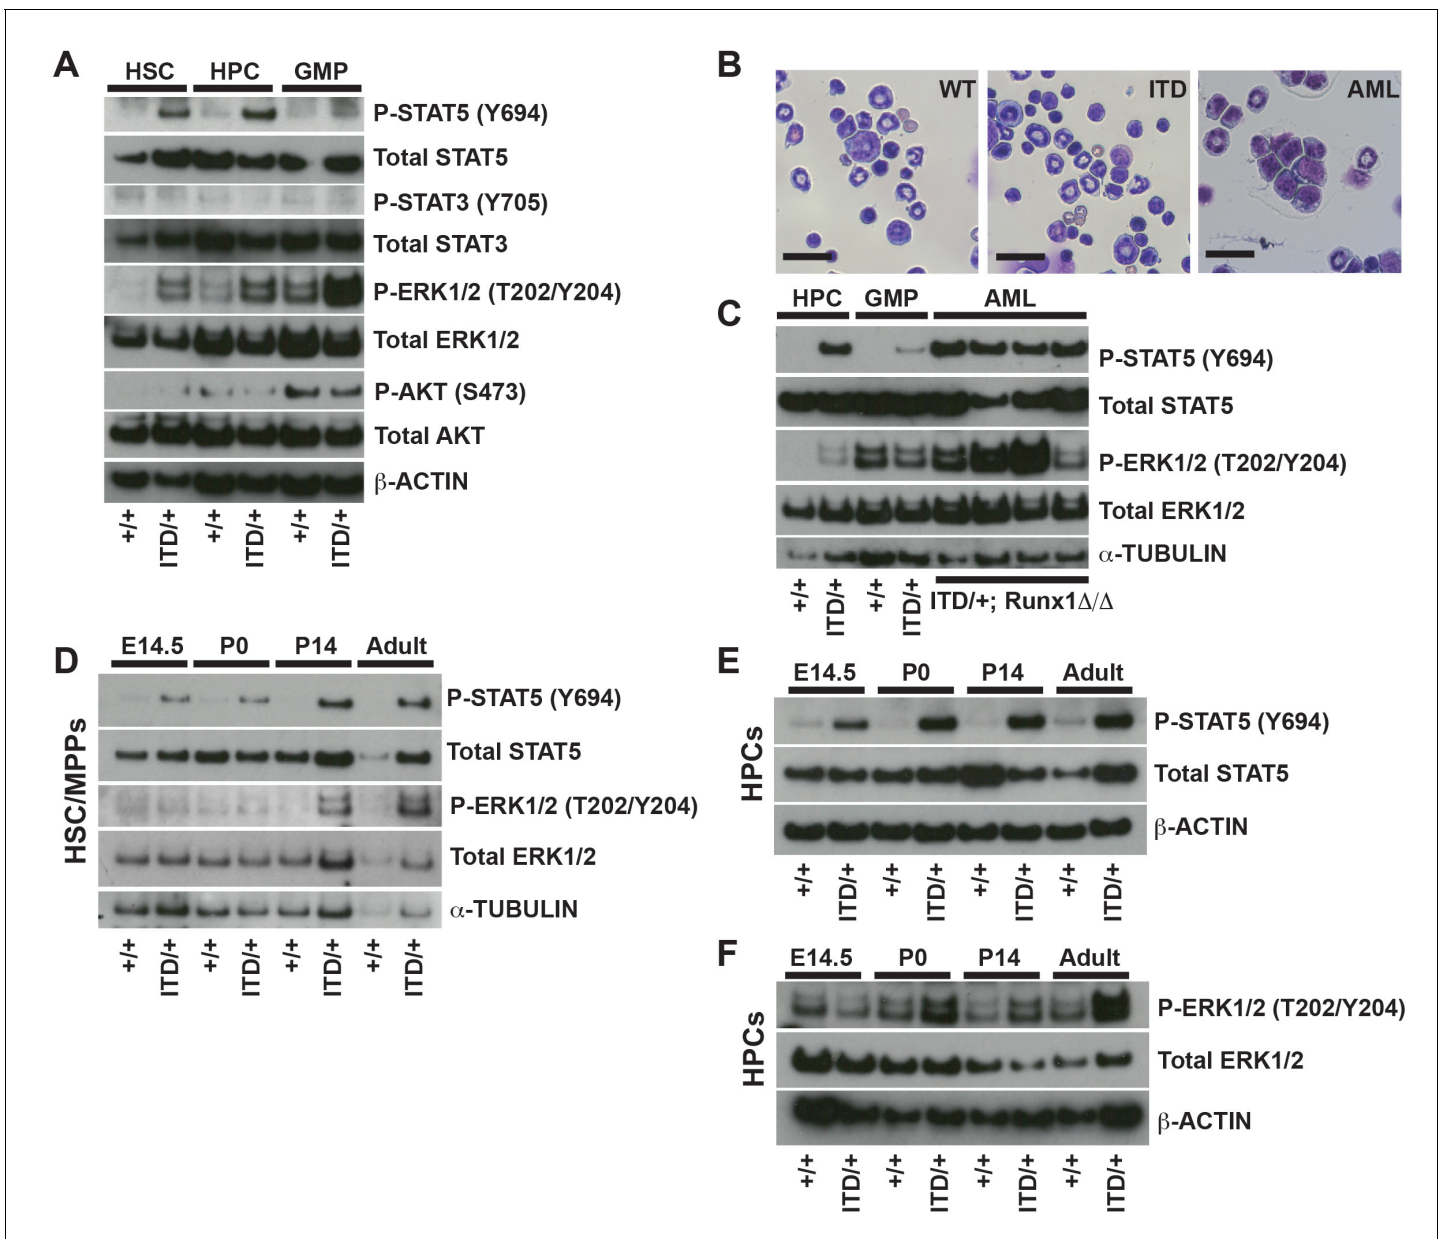 A
HSC HPC GMP
P-STAT5 (Y694)
Total STAT5
P-STAT3 (Y705)
Total STAT3
P-ERK1/2 (T202/Y204)
Total ERK1/2
P-AKT (S473)
Total AKT
β-ACTIN
+/+ ITD/+ +/+ ITD/+ +/+ ITD/+
B
WT ITD AML
C
HPC GMP AML
P-STAT5 (Y694)
Total STAT5
P-ERK1/2 (T202/Y204)
Total ERK1/2
α-TUBULIN
+/+ ITD/+ +/+ ITD/+ ITD/+; Runx1Δ/Δ
D
E14.5 P0 P14 Adult
HSC/MPPs
P-STAT5 (Y694)
Total STAT5
P-ERK1/2 (T202/Y204)
Total ERK1/2
α-TUBULIN
+/+ ITD/+ +/+ ITD/+ +/+ ITD/+ +/+ ITD/+
E
E14.5 P0 P14 Adult
HPCs
P-STAT5 (Y694)
Total STAT5
β-ACTIN
+/+ ITD/+ +/+ ITD/+ +/+ ITD/+ +/+ ITD/+
F
E14.5 P0 P14 Adult
HPCs
P-ERK1/2 (T202/Y204)
Total ERK1/2
β-ACTIN
+/+ ITD/+ +/+ ITD/+ +/+ ITD/+ +/+ ITD/+